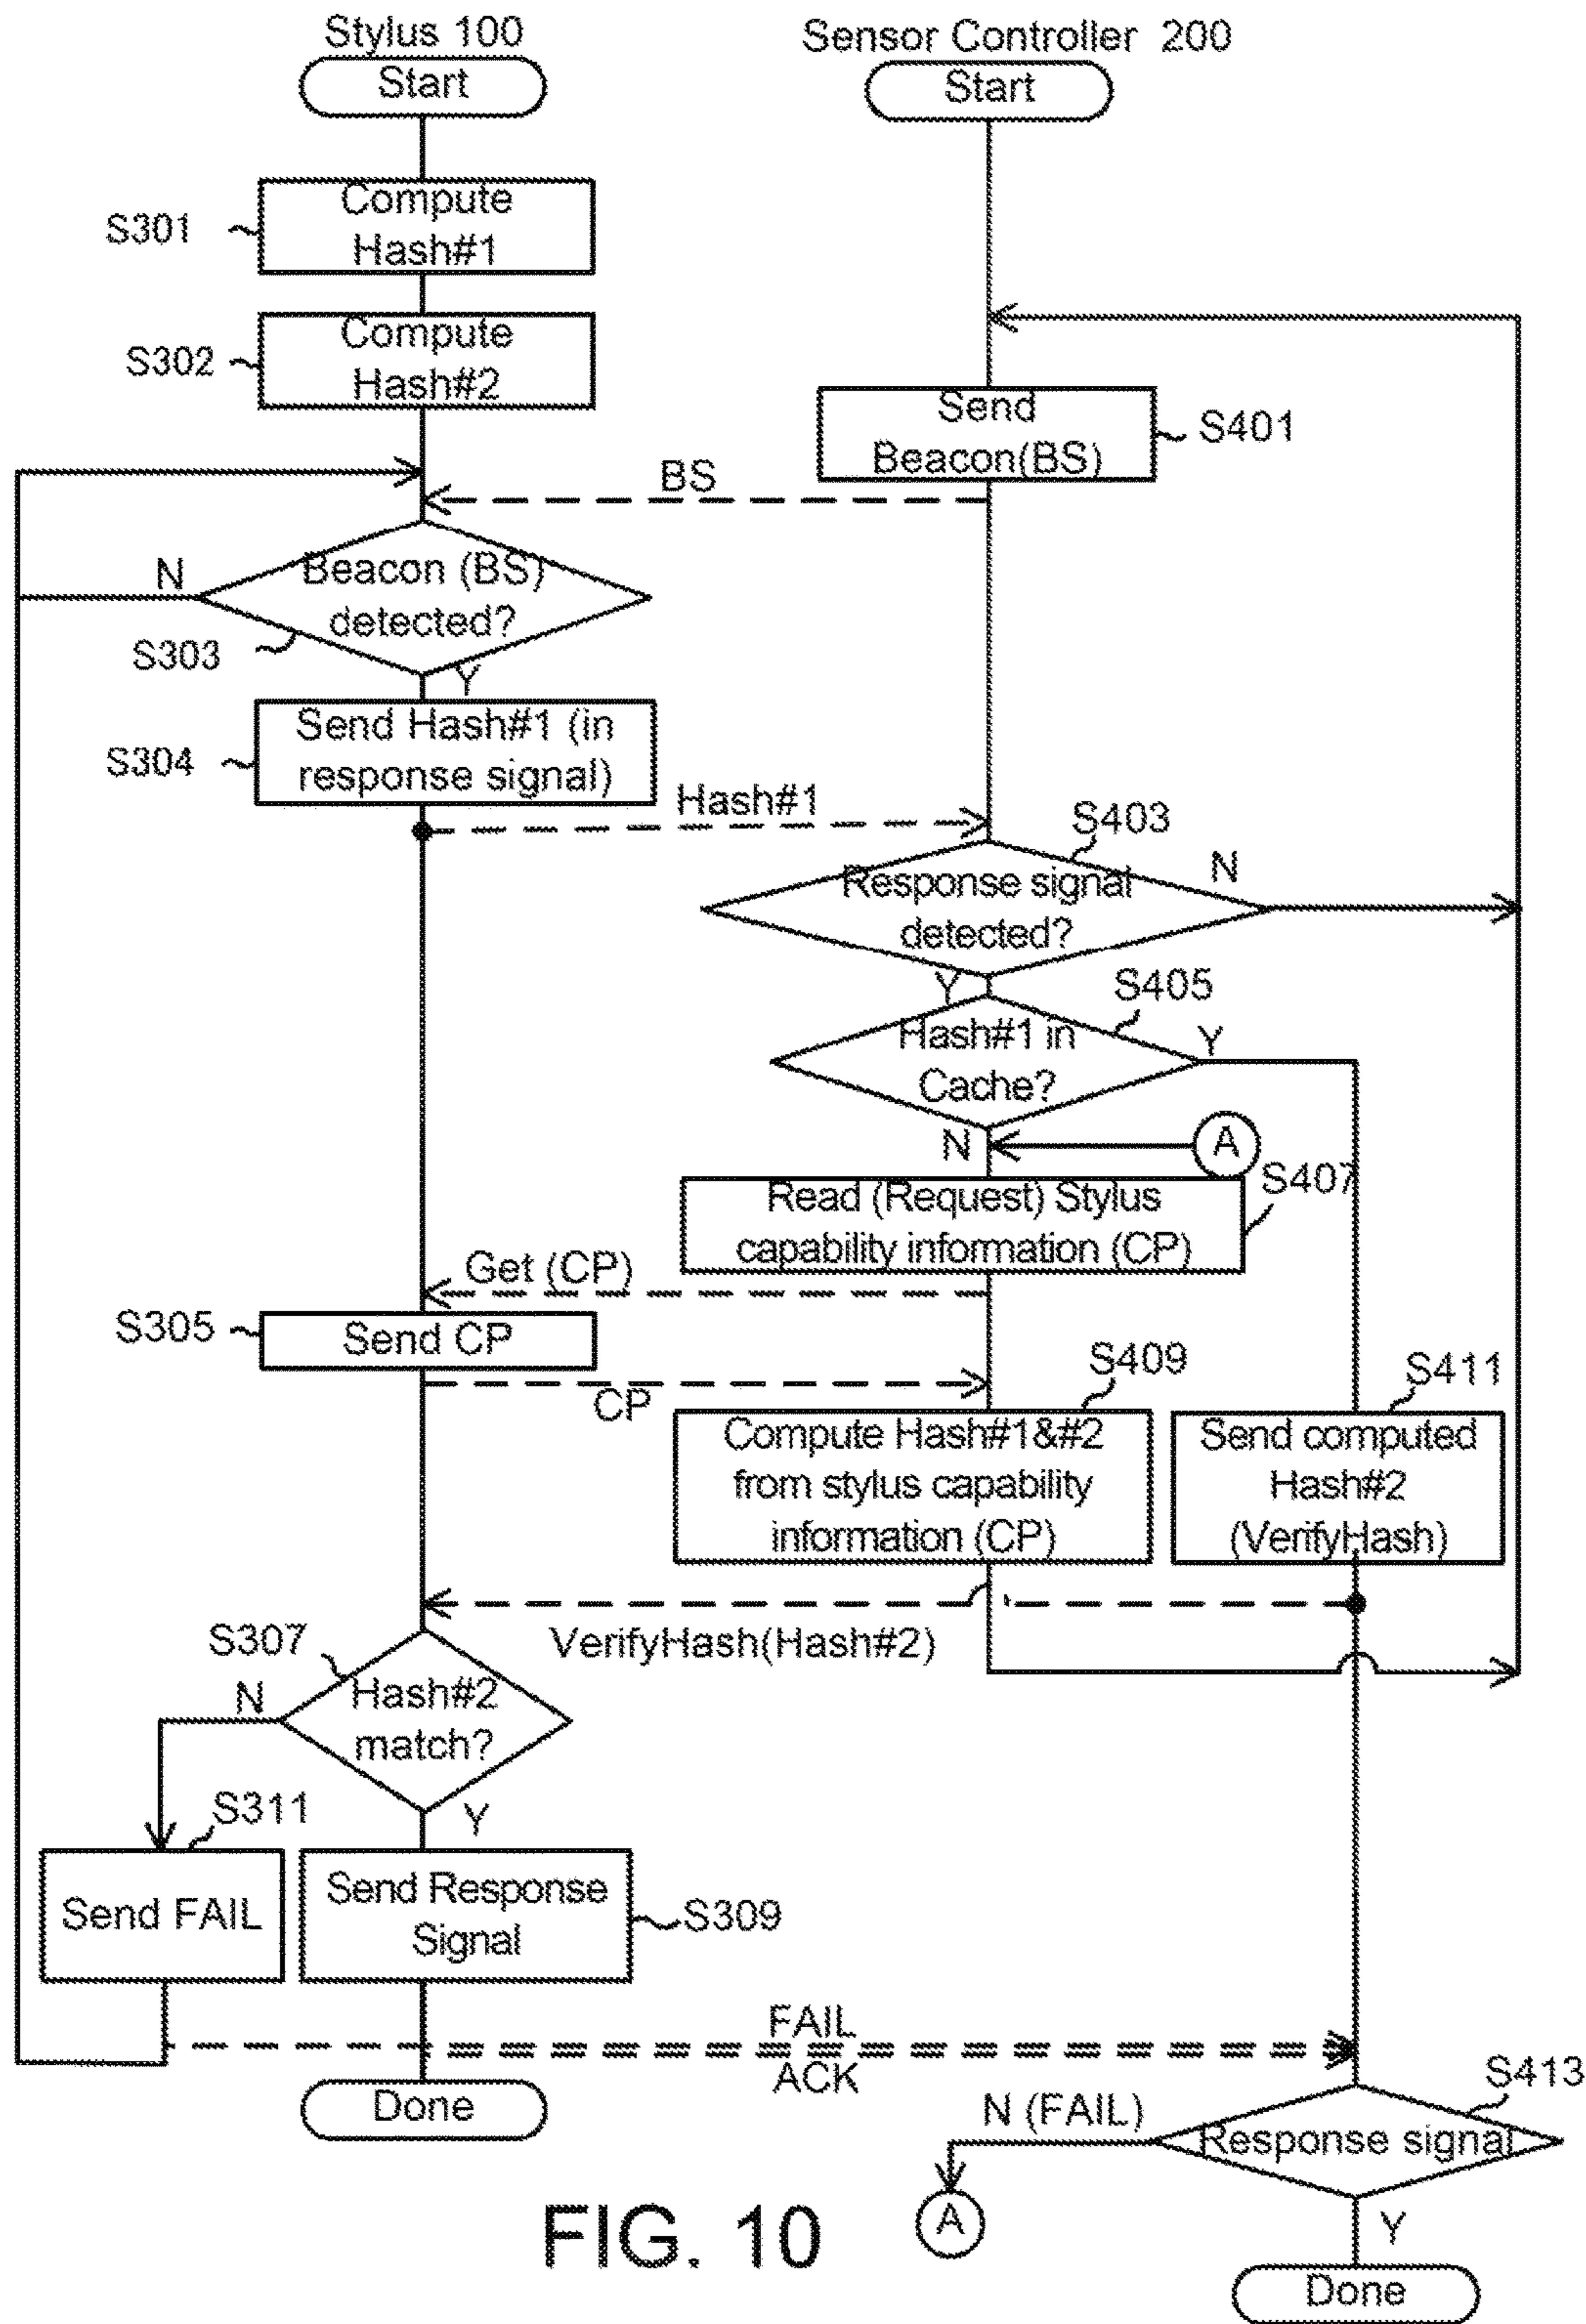 Stylus 100
Sensor Controller 200
Start
Start
Compute
Hash#1
S301
Compute
Hash#2
S302
Send
Beacon(BS)
S401
BS
Beacon (BS)
detected?
N
S303
Y
Send Hash#1 (in
response signal)
S304
Hash#1
S403
Response signal
detected?
N
Y
S405
Hash#1 in
Cache?
Y
N
A
S407
Read (Request) Stylus
capability information (CP)
Get (CP)
S305
Send CP
CP
S409
Compute Hash#1&#2
from stylus capability
information (CP)
S411
Send computed
Hash#2
(VerifyHash)
VerifyHash(Hash#2)
S307
Hash#2
match?
N
Y
S311
Send FAIL
Send Response
Signal
S309
FAIL
ACK
Done
S413
N (FAIL)
Response signal
A
Y
Done
FIG. 10